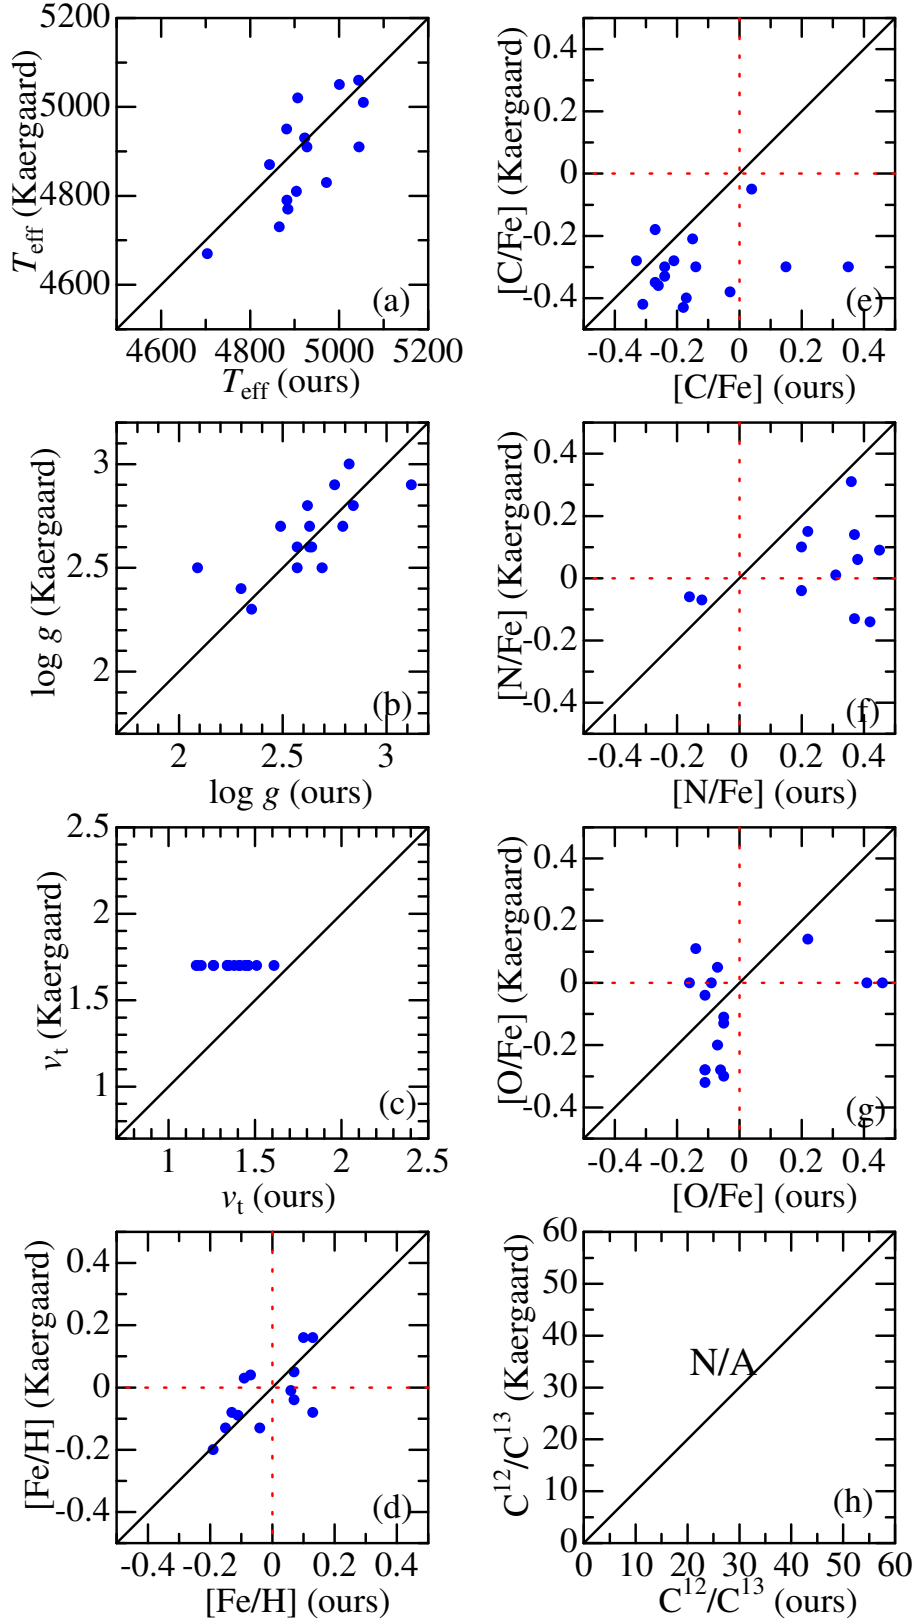 5200
5000
4800
4600
T_eff (Kaergaard)
(a)
4600 4800 5000 5200
T_eff (ours)
3
2.5
2
log g (Kaergaard)
(b)
2 2.5 3
log g (ours)
2.5
2
1.5
1
v_t (Kaergaard)
(c)
1 1.5 2 2.5
v_t (ours)
0.4
0.2
0
-0.2
-0.4
[Fe/H] (Kaergaard)
(d)
-0.4 -0.2 0 0.2 0.4
[Fe/H] (ours)
0.4
0.2
0
-0.2
-0.4
[C/Fe] (Kaergaard)
(e)
-0.4 -0.2 0 0.2 0.4
[C/Fe] (ours)
0.4
0.2
0
-0.2
-0.4
[N/Fe] (Kaergaard)
(f)
-0.4 -0.2 0 0.2 0.4
[N/Fe] (ours)
0.4
0.2
0
-0.2
-0.4
[O/Fe] (Kaergaard)
(g)
-0.4 -0.2 0 0.2 0.4
[O/Fe] (ours)
60
50
40
30
20
10
0
C¹²/C¹³ (Kaergaard)
N/A
(h)
0 10 20 30 40 50 60
C¹²/C¹³ (ours)